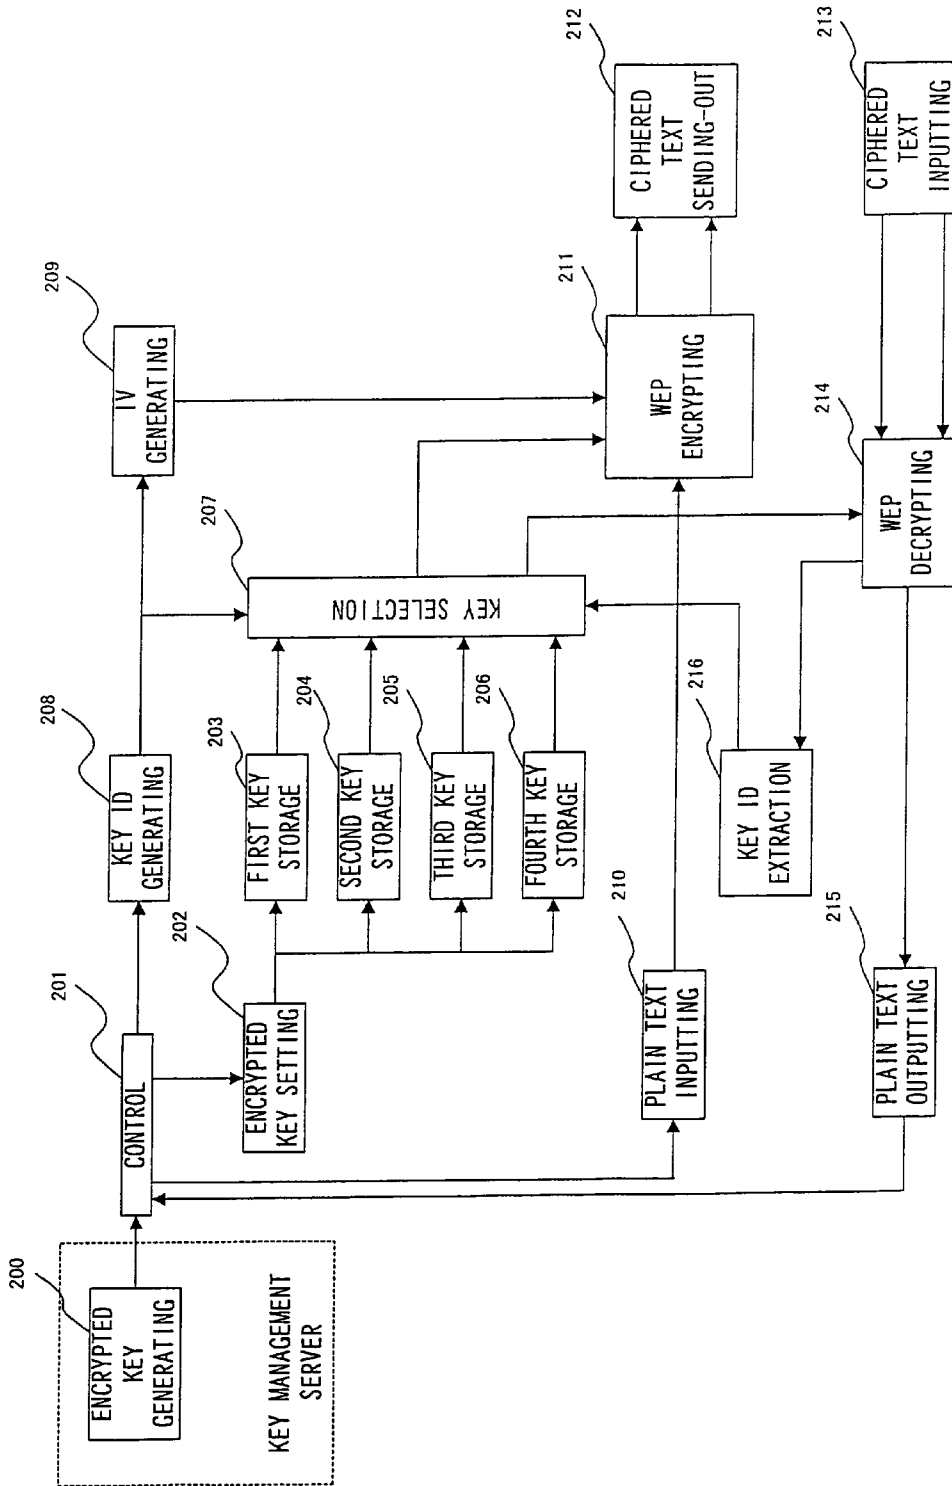 200
ENCRYPTED
KEY
GENERATING
KEY MANAGEMENT
SERVER
201
CONTROL
202
ENCRYPTED
KEY SETTING
208
KEY ID
GENERATING
203
FIRST KEY
STORAGE
204
SECOND KEY
STORAGE
205
THIRD KEY
STORAGE
206
FOURTH KEY
STORAGE
207
KEY SELECTION
209
IV
GENERATING
210
PLAIN TEXT
INPUTTING
211
WEP
ENCRYPTING
212
CIPHERED
TEXT
SENDING-OUT
213
CIPHERED
TEXT
INPUTTING
214
WEP
DECRYPTING
215
PLAIN TEXT
OUTPUTTING
216
KEY ID
EXTRACTION